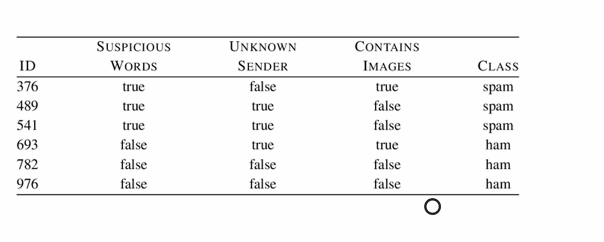 SUSPICIOUS UNKNOWN CONTAINS
ID WORDS SENDER IMAGES CLASS
376 true false true spam
489 true true false spam
541 true true false spam
693 false true true ham
782 false false false ham
976 false false false ham